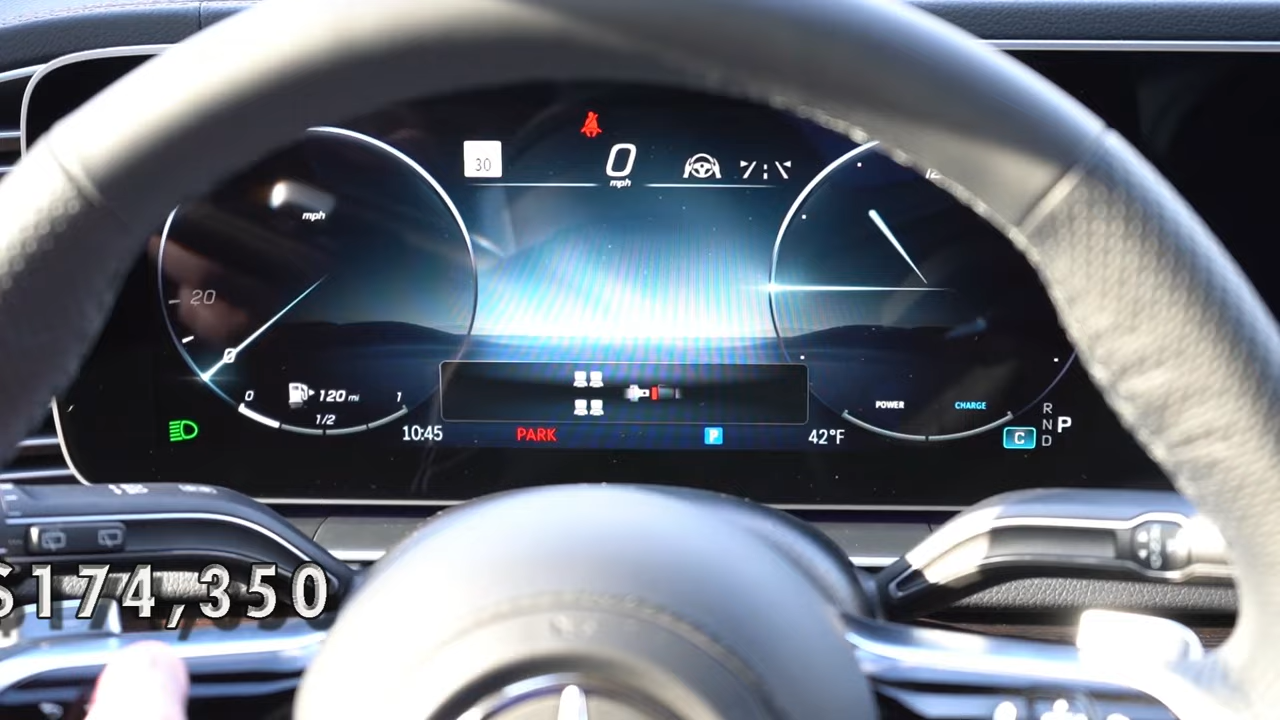 30
0
mph
mph
20
0
0
120 mi
1
1/2
10:45
PARK
P
42°F
POWER
CHARGE
C
R
N
D
P
$174,350